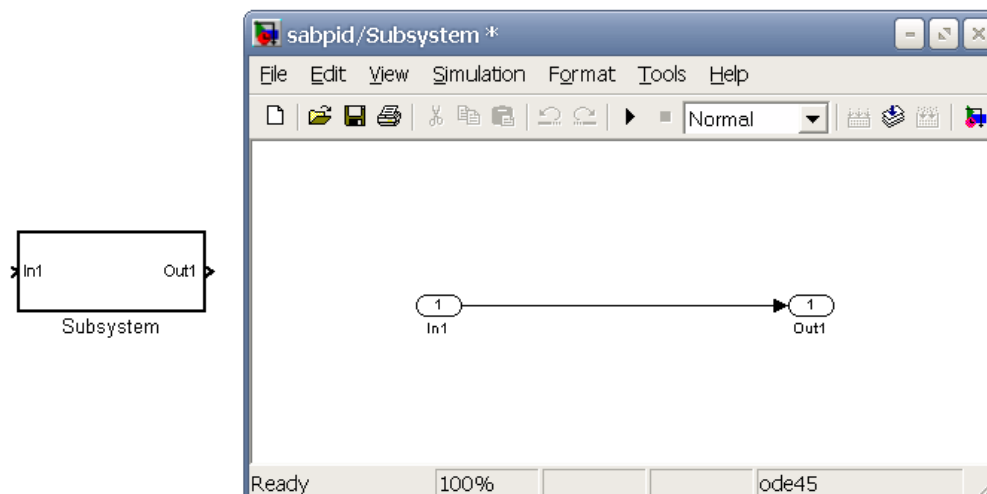 sabpid/Subsystem *
File Edit View Simulation Format Tools Help
Normal
In1 Out1
Subsystem
1 1
In1 Out1
Ready 100% ode45